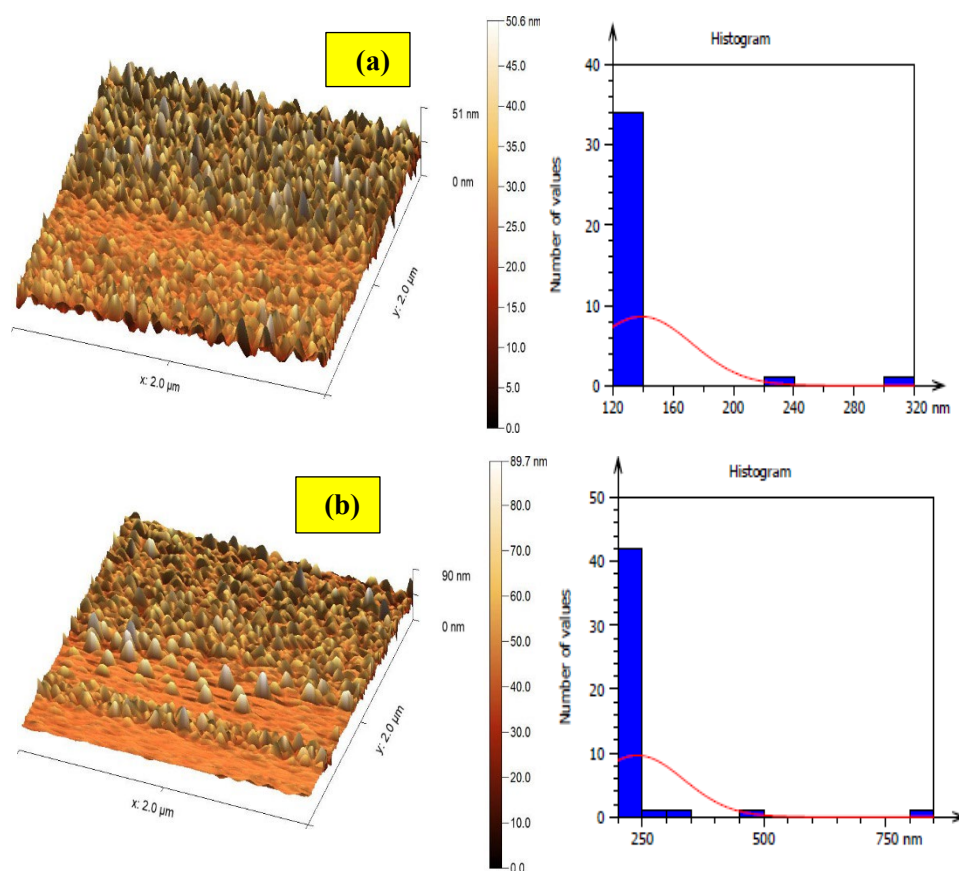 (a)
50.6 nm
45.0
40.0
35.0
30.0
25.0
20.0
15.0
10.0
5.0
0.0
51 nm
0 nm
y: 2.0 µm
x: 2.0 µm
Histogram
Number of values
40
30
20
10
0
120 160 200 240 280 320 nm
(b)
89.7 nm
80.0
70.0
60.0
50.0
40.0
30.0
20.0
10.0
0.0
90 nm
0 nm
y: 2.0 µm
x: 2.0 µm
Histogram
Number of values
50
40
30
20
10
0
250 500 750 nm